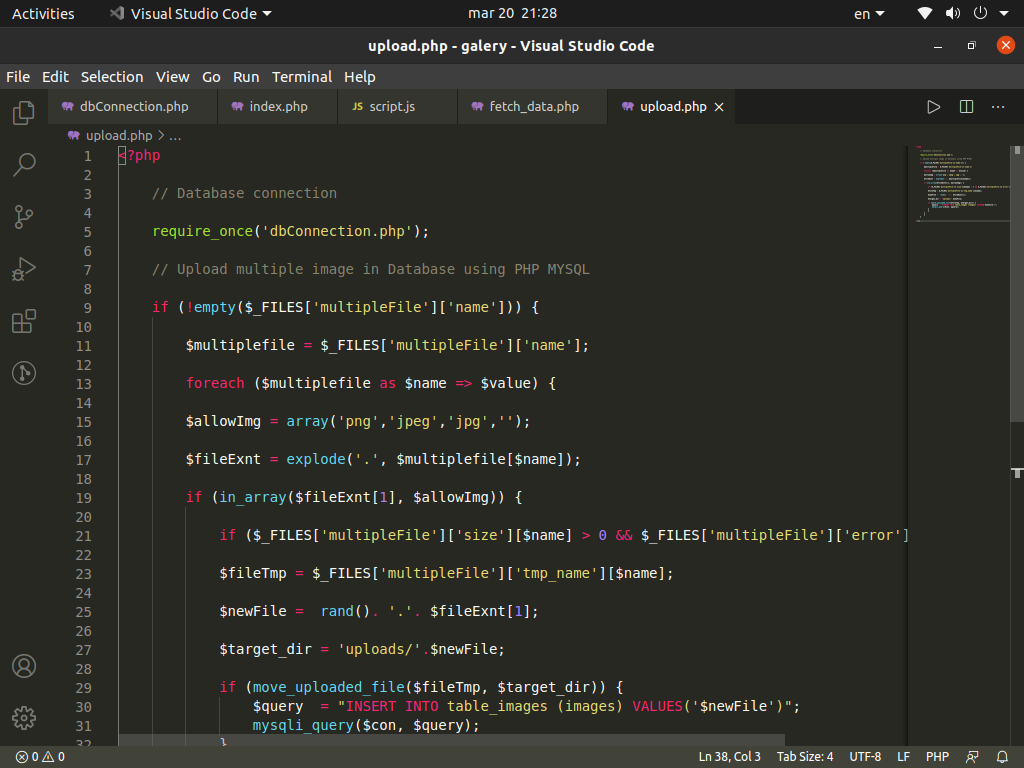 Activities
Visual Studio Code
mar 20 21:28
en
upload.php - galery - Visual Studio Code
File Edit Selection View Go Run Terminal Help
dbConnection.php
index.php
JS script.js
fetch_data.php
upload.php
upload.php > ...
1 <?php
2
3 // Database connection
4
5 require_once('dbConnection.php');
6
7 // Upload multiple image in Database using PHP MYSQL
8
9 if (!empty($_FILES['multipleFile']['name'])) {
10
11 $multiplefile = $_FILES['multipleFile']['name'];
12
13 foreach ($multiplefile as $name => $value) {
14
15 $allowImg = array('png','jpeg','jpg','');
16
17 $fileExnt = explode('.', $multiplefile[$name]);
18
19 if (in_array($fileExnt[1], $allowImg)) {
20
21 if ($_FILES['multipleFile']['size'][$name] > 0 && $_FILES['multipleFile']['error']
22
23 $fileTmp = $_FILES['multipleFile']['tmp_name'][$name];
24
25 $newFile =  rand(). '.'. $fileExnt[1];
26
27 $target_dir = 'uploads/'.$newFile;
28
29 if (move_uploaded_file($fileTmp, $target_dir)) {
30 $query  = "INSERT INTO table_images (images) VALUES('$newFile')";
31 mysqli_query($con, $query);
32 }
0 0
Ln 38, Col 3
Tab Size: 4
UTF-8
LF
PHP